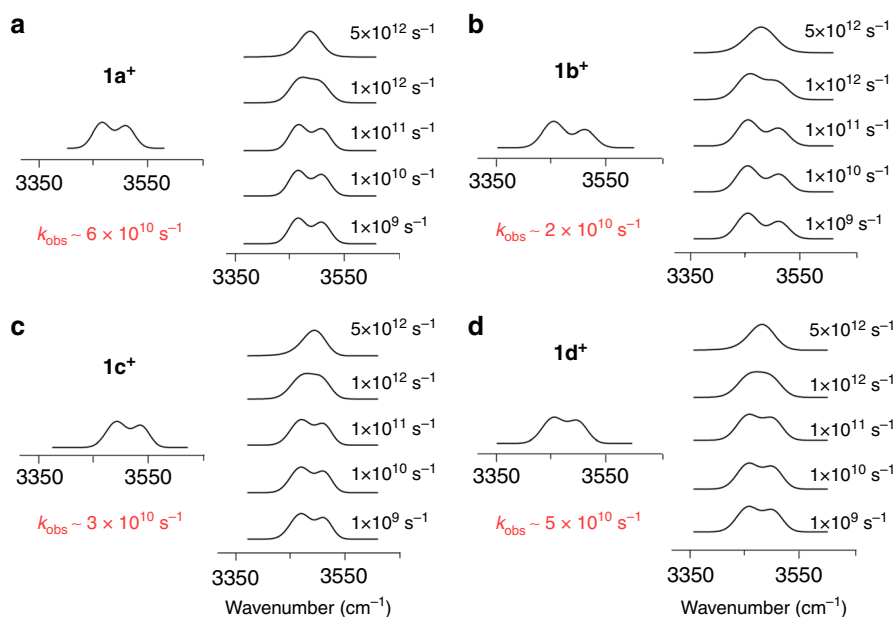 a
1a⁺
3350 3550
k_obs ~ 6 × 10¹⁰ s⁻¹
5×10¹² s⁻¹
1×10¹² s⁻¹
1×10¹¹ s⁻¹
1×10¹⁰ s⁻¹
1×10⁹ s⁻¹
3350 3550
b
1b⁺
3350 3550
k_obs ~ 2 × 10¹⁰ s⁻¹
5×10¹² s⁻¹
1×10¹² s⁻¹
1×10¹¹ s⁻¹
1×10¹⁰ s⁻¹
1×10⁹ s⁻¹
3350 3550
c
1c⁺
3350 3550
k_obs ~ 3 × 10¹⁰ s⁻¹
5×10¹² s⁻¹
1×10¹² s⁻¹
1×10¹¹ s⁻¹
1×10¹⁰ s⁻¹
1×10⁹ s⁻¹
3350 3550
Wavenumber (cm⁻¹)
d
1d⁺
3350 3550
k_obs ~ 5 × 10¹⁰ s⁻¹
5×10¹² s⁻¹
1×10¹² s⁻¹
1×10¹¹ s⁻¹
1×10¹⁰ s⁻¹
1×10⁹ s⁻¹
3350 3550
Wavenumber (cm⁻¹)